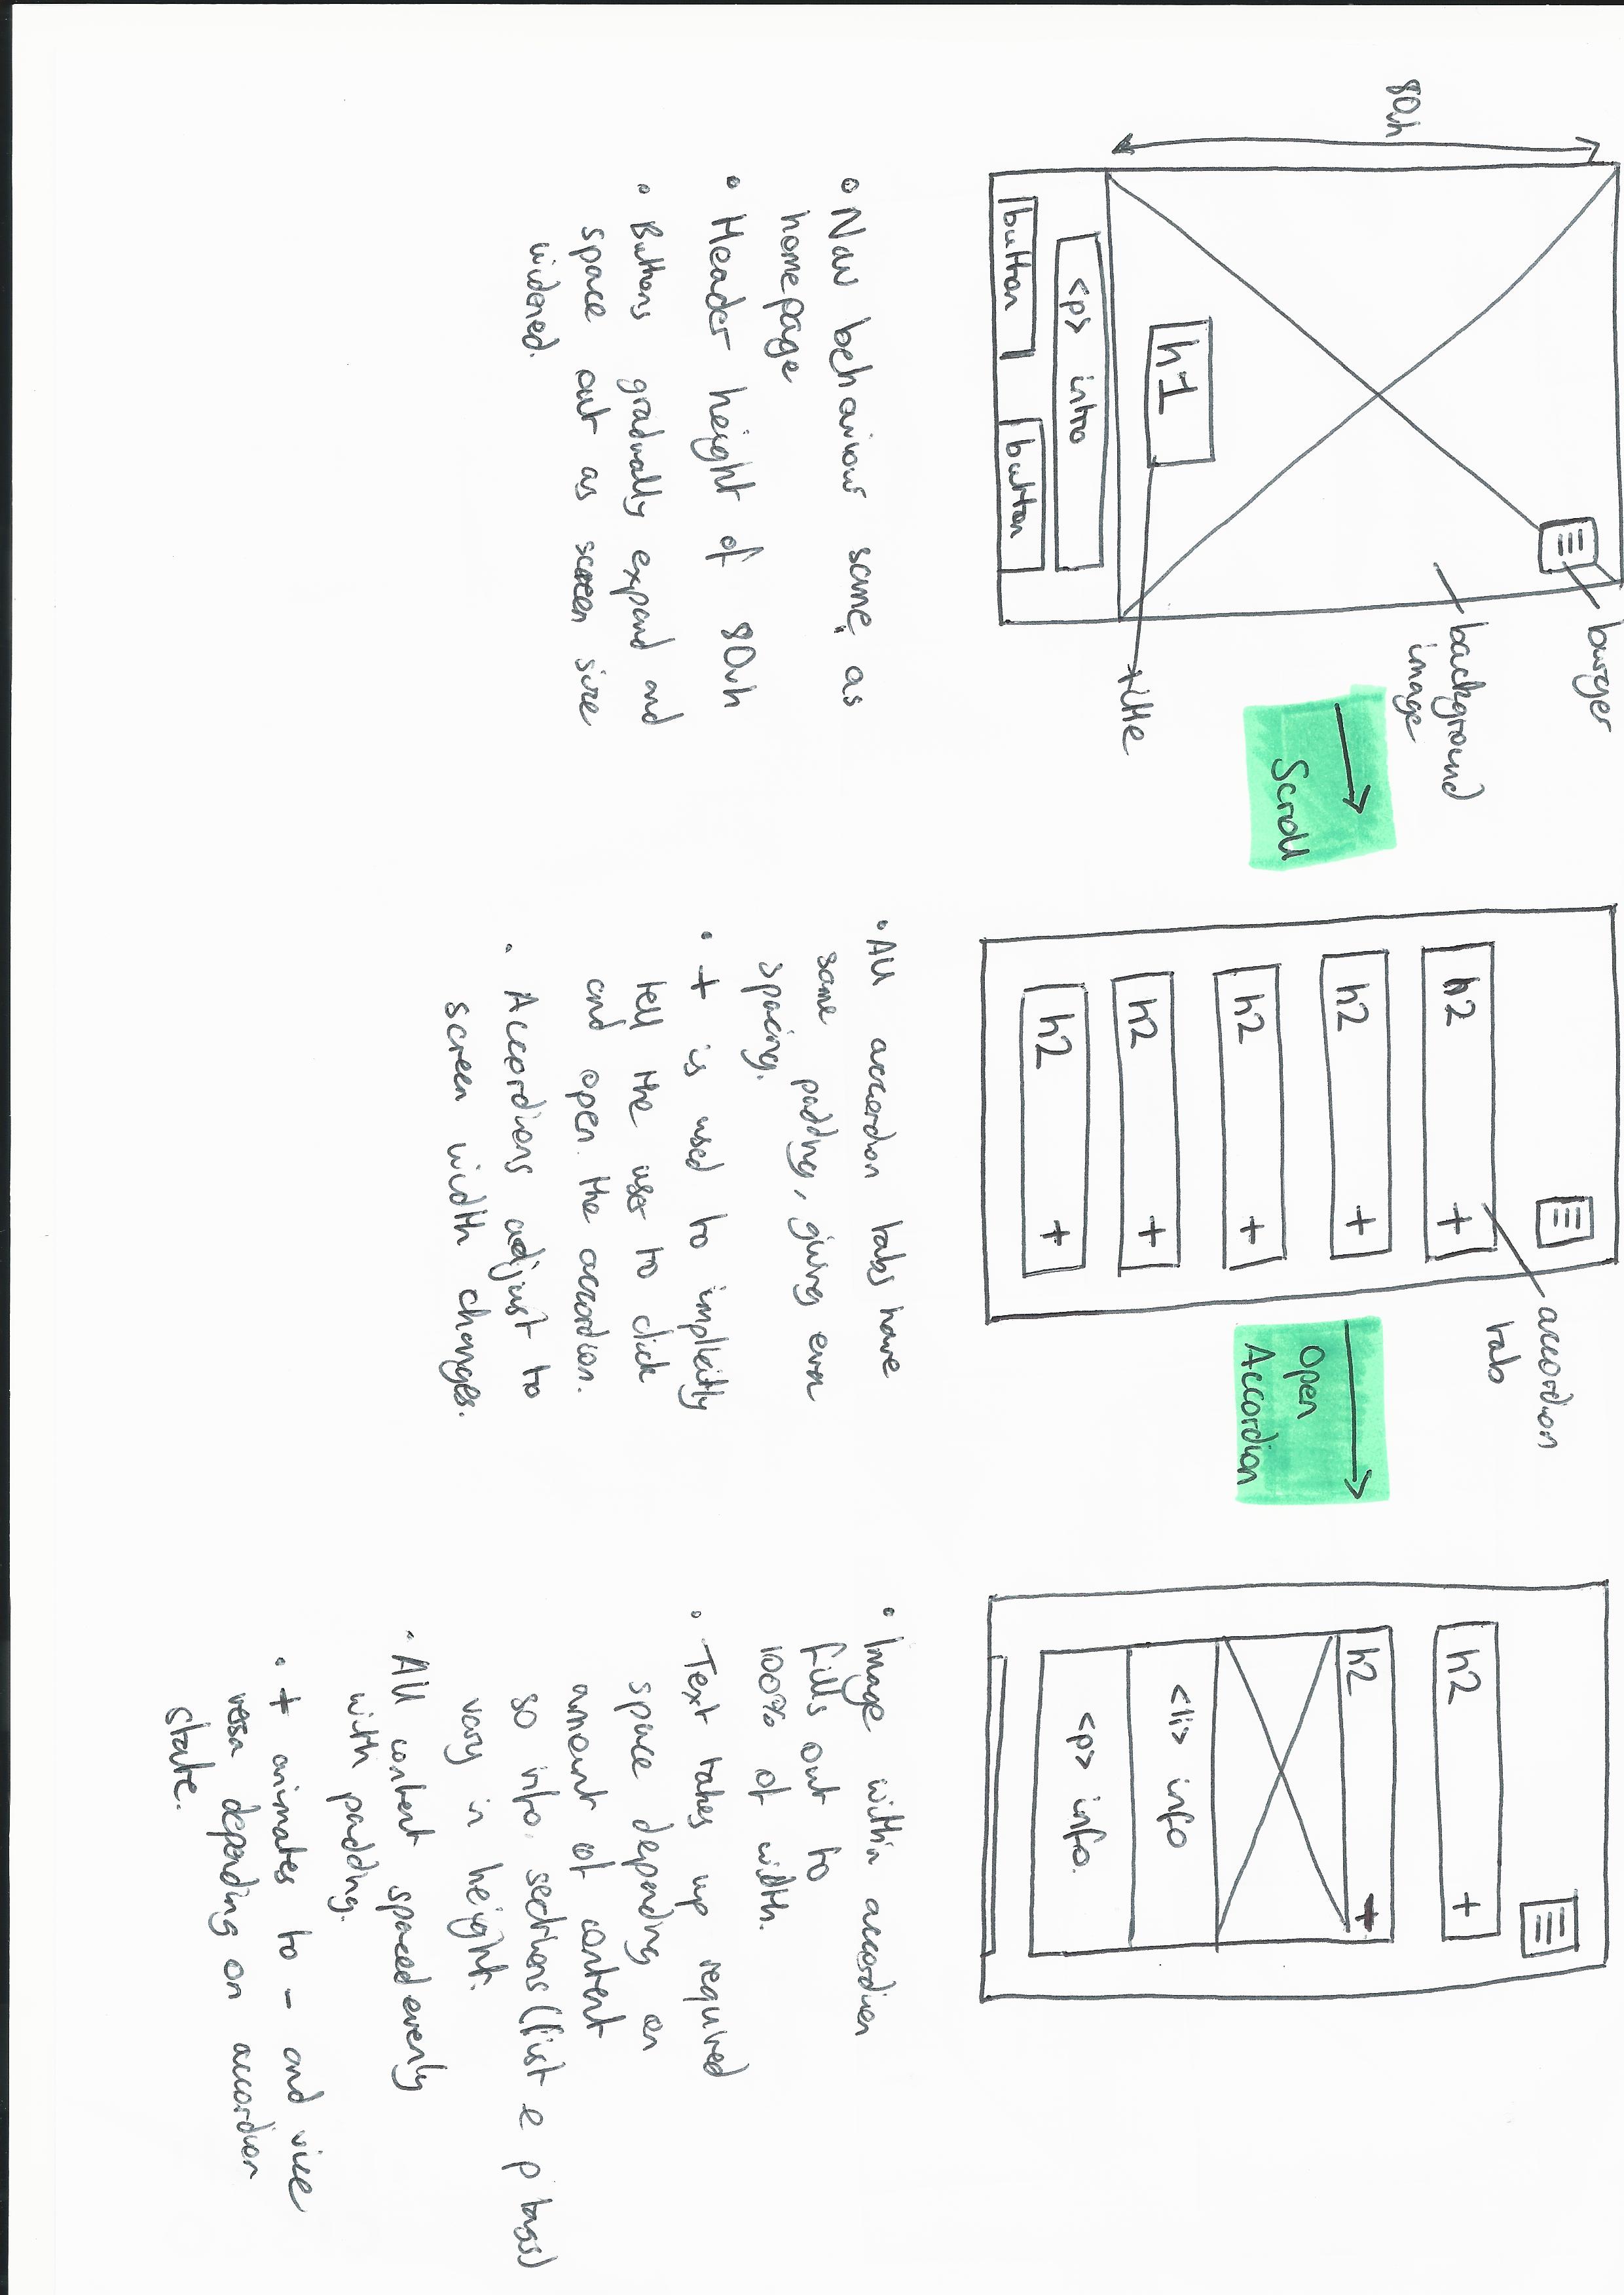 80vh
burger
background
image
h1
title
<p> intro
button
button
Scroll
• Nav behaviour same as
homepage
• Header height of 80vh
• Buttons gradually expand and
space out as screen size
widened.
accordion
tab
h2 +
h2 +
h2 +
h2 +
h2 +
Open
Accordion
• All accordion tabs have
same padding, giving even
spacing.
• + is used to implicitly
tell the user to click
and open the accordion.
• Accordions adjust to
screen width changes.
h2 +
h2 +
<li> info
<p> info.
• Image within accordion
fills out to
100% of width.
• Text takes up required
space depending on
amount of content
so info. sections (list & p tags)
vary in height.
• All content spaced evenly
with padding.
• + animates to - and vice
versa depending on accordion
state.